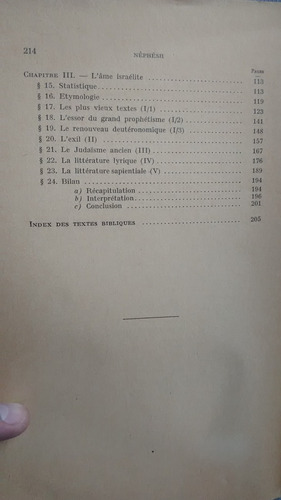 214 NÉPHÉSH
Pages
CHAPITRE III. — L'âme israélite 113
§ 15. Statistique 113
§ 16. Etymologie 119
§ 17. Les plus vieux textes (I/1) 123
§ 18. L'essor du grand prophétisme (I/2) 141
§ 19. Le renouveau deutéronomique (I/3) 148
§ 20. L'exil (II) 157
§ 21. Le Judaïsme ancien (III) 167
§ 22. La littérature lyrique (IV) 176
§ 23. La littérature sapientiale (V) 189
§ 24. Bilan 194
a) Récapitulation 194
b) Interprétation 196
c) Conclusion 201
INDEX DES TEXTES BIBLIQUES 205